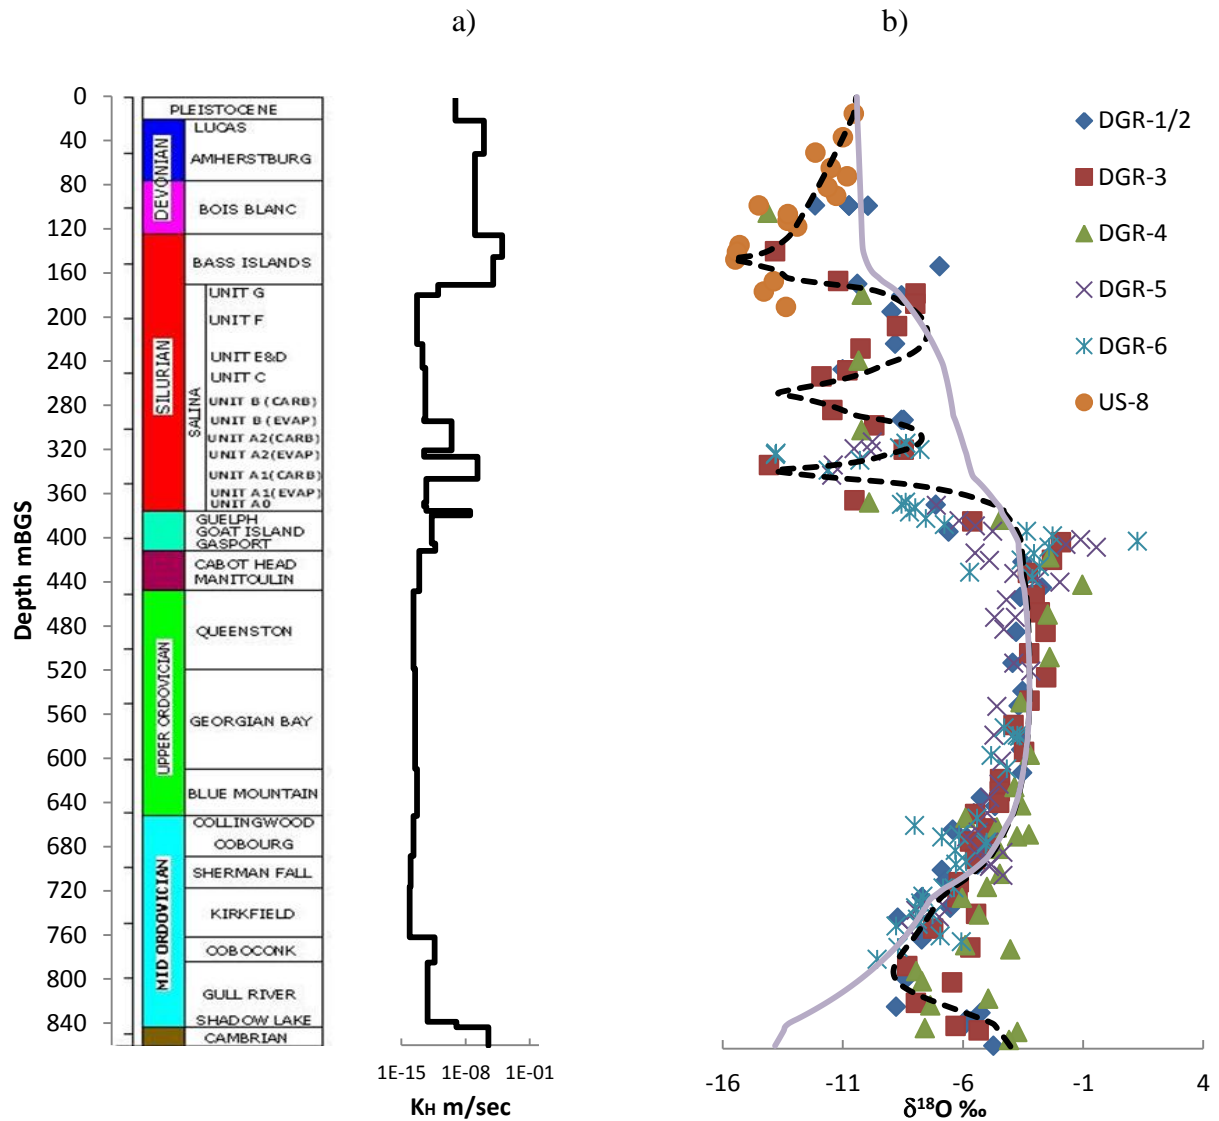 a)
b)
Depth mBGS
0
40
80
120
160
200
240
280
320
360
400
440
480
520
560
600
640
680
720
760
800
840
DEVONIAN
SILURIAN
UPPER ORDOVICIAN
MID ORDOVICIAN
SALINA
PLEISTOCENE
LUCAS
AMHERSTBURG
BOIS BLANC
BASS ISLANDS
UNIT G
UNIT F
UNIT E&D
UNIT C
UNIT B (CARB)
UNIT B (EVAP)
UNIT A2(CARB)
UNIT A2(EVAP)
UNIT A1(CARB)
UNIT A1(EVAP)
UNIT A0
GUELPH
GOAT ISLAND
GASPORT
CABOT HEAD
MANITOULIN
QUEENSTON
GEORGIAN BAY
BLUE MOUNTAIN
COLLINGWOOD
COBOURG
SHERMAN FALL
KIRKFIELD
COBOCONK
GULL RIVER
SHADOW LAKE
CAMBRIAN
1E-15 1E-08 1E-01
KH m/sec
DGR-1/2
DGR-3
DGR-4
DGR-5
DGR-6
US-8
-16 -11 -6 -1 4
δ¹⁸O ‰